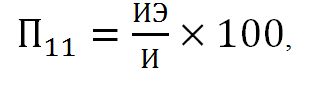 П₁₁ = ИЭ/И × 100,